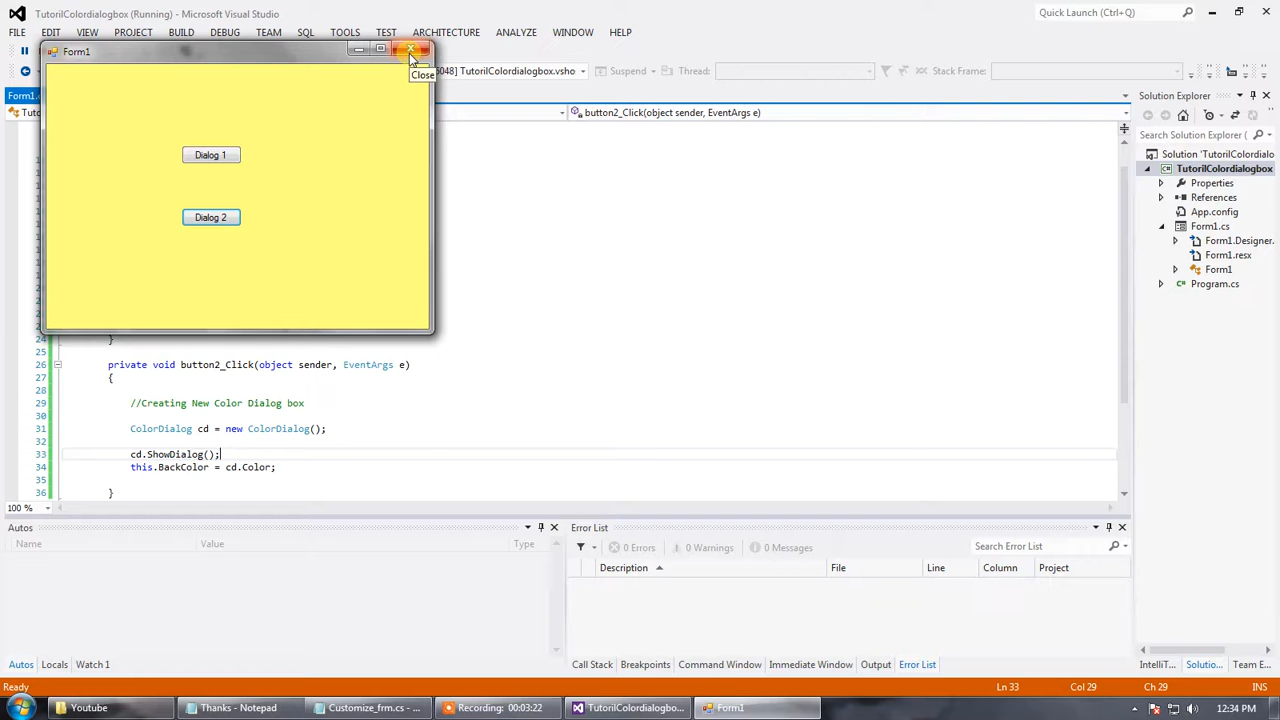 TutorilColordialogbox (Running) - Microsoft Visual Studio
Quick Launch (Ctrl+Q)
FILE EDIT VIEW PROJECT BUILD DEBUG TEAM SQL TOOLS TEST ARCHITECTURE ANALYZE WINDOW HELP
Form1
Close
6048] TutorilColordialogbox.vsho
Suspend
Thread:
Stack Frame:
Form1.
Solution Explorer
Tuto
button2_Click(object sender, EventArgs e)
Search Solution Explorer
Solution 'TutorilColordialo
TutorilColordialogbox
Properties
References
App.config
Form1.cs
Form1.Designer.
Form1.resx
Form1
Program.cs
Dialog 1
Dialog 2
24 }
25
26 private void button2_Click(object sender, EventArgs e)
27 {
28
29 //Creating New Color Dialog box
30
31 ColorDialog cd = new ColorDialog();
32
33 cd.ShowDialog();
34 this.BackColor = cd.Color;
35
36 }
100 %
Autos
Name Value Type
Error List
0 Errors 0 Warnings 0 Messages
Search Error List
Description File Line Column Project
Autos Locals Watch 1
Call Stack Breakpoints Command Window Immediate Window Output Error List
IntelliT... Solutio... Team E...
Ready
Ln 33 Col 29 Ch 29 INS
Youtube
Thanks - Notepad
Customize_frm.cs - ...
Recording: 00:03:22
TutorilColordialogbo...
Form1
12:34 PM